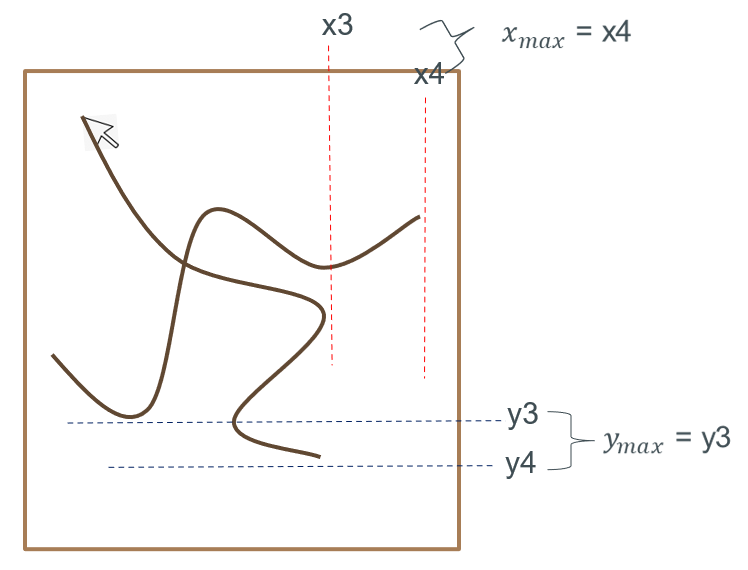 x3
x_max = x4
x4
y3
y_max = y3
y4